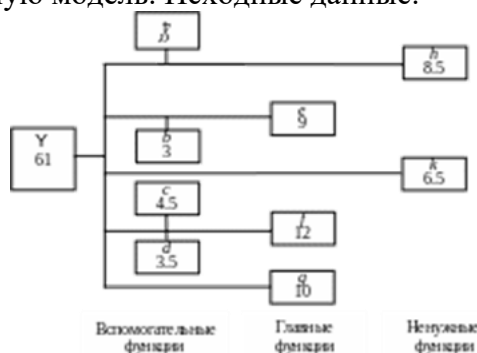 ую модель. Исходные данные:
h
8.5
9
b
3
Y
61
k
6.5
c
4.5
12
d
3.5
10
Вспомогательные
функции
Главные
функции
Ненужные
функции